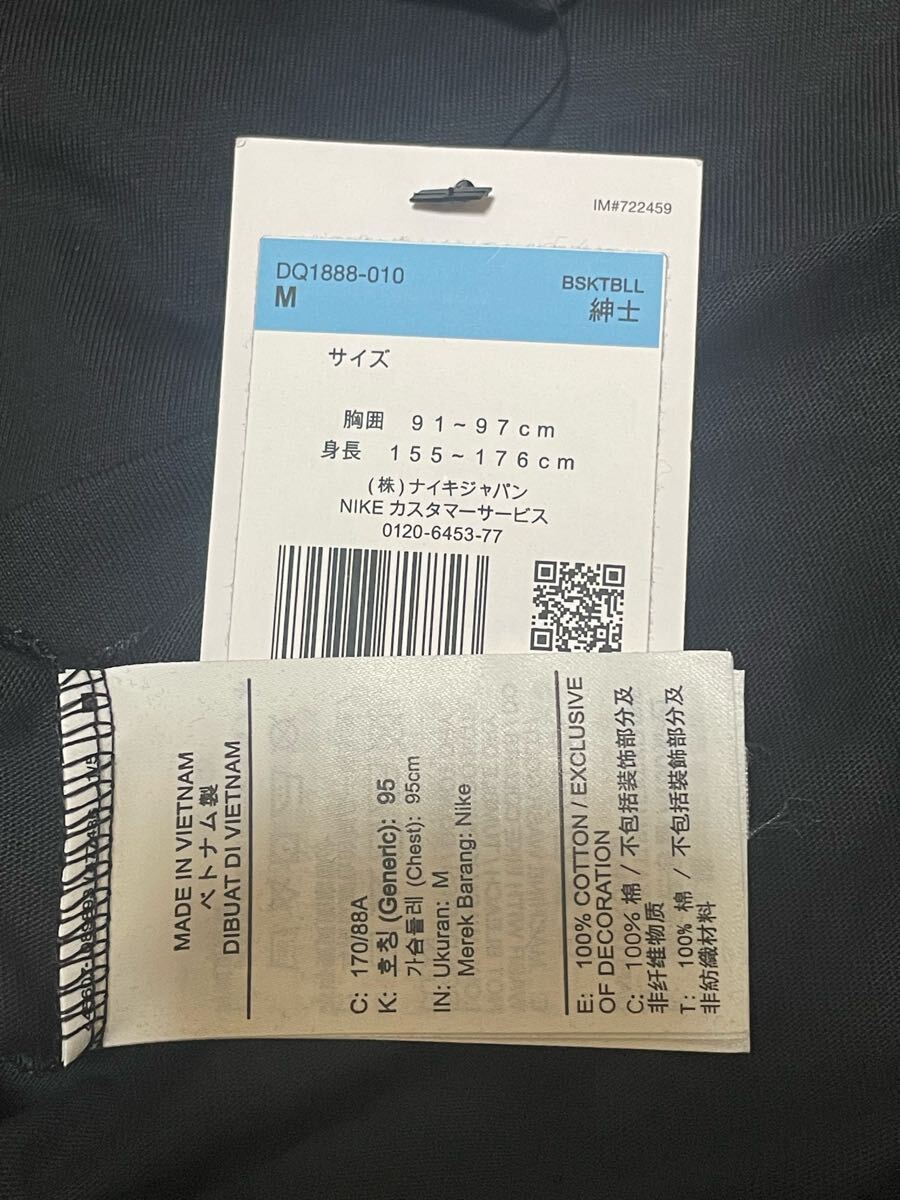 IM#722459
DQ1888-010
BSKTBLL
M
紳士
サイズ
胸囲 91~97cm
身長 155~176cm
(株)ナイキジャパン
NIKE カスタマーサービス
0120-6453-77
MADE IN VIETNAM
ベトナム製
DIBUAT DI VIETNAM
C: 170/88A
K: 호칭 (Generic): 95
가슴둘레 (Chest): 95cm
IN: Ukuran: M
Merek Barang: Nike
E: 100% COTTON / EXCLUSIVE
OF DECORATION
C: 100% 棉 / 不包括装饰部分及
非纤维物质
T: 100% 棉 / 不包括裝飾部分及
非紡織材料